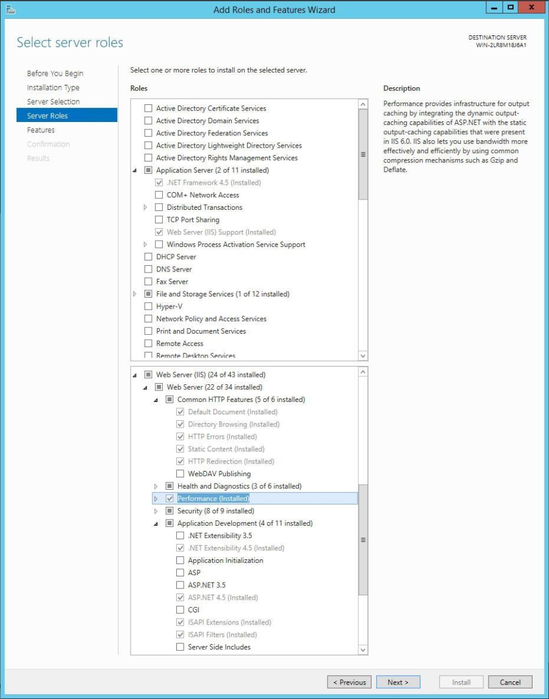 Add Roles and Features Wizard
Select server roles
DESTINATION SERVER
WIN-2LR8M18J6A1
Before You Begin
Installation Type
Server Selection
Server Roles
Features
Confirmation
Results
Select one or more roles to install on the selected server.
Roles
Active Directory Certificate Services
Active Directory Domain Services
Active Directory Federation Services
Active Directory Lightweight Directory Services
Active Directory Rights Management Services
Application Server (2 of 11 installed)
.NET Framework 4.5 (Installed)
COM+ Network Access
Distributed Transactions
TCP Port Sharing
Web Server (IIS) Support (Installed)
Windows Process Activation Service Support
DHCP Server
DNS Server
Fax Server
File and Storage Services (1 of 12 installed)
Hyper-V
Network Policy and Access Services
Print and Document Services
Remote Access
Remote Desktop Services
Web Server (IIS) (24 of 43 installed)
Web Server (22 of 34 installed)
Common HTTP Features (5 of 6 installed)
Default Document (Installed)
Directory Browsing (Installed)
HTTP Errors (Installed)
Static Content (Installed)
HTTP Redirection (Installed)
WebDAV Publishing
Health and Diagnostics (3 of 6 installed)
Performance (Installed)
Security (8 of 9 installed)
Application Development (4 of 11 installed)
.NET Extensibility 3.5
.NET Extensibility 4.5 (Installed)
Application Initialization
ASP
ASP.NET 3.5
ASP.NET 4.5 (Installed)
CGI
ISAPI Extensions (Installed)
ISAPI Filters (Installed)
Server Side Includes
Description
Performance provides infrastructure for output
caching by integrating the dynamic output-
caching capabilities of ASP.NET with the static
output-caching capabilities that were present
in IIS 6.0. IIS also lets you use bandwidth more
effectively and efficiently by using common
compression mechanisms such as Gzip and
Deflate.
< Previous
Next >
Install
Cancel